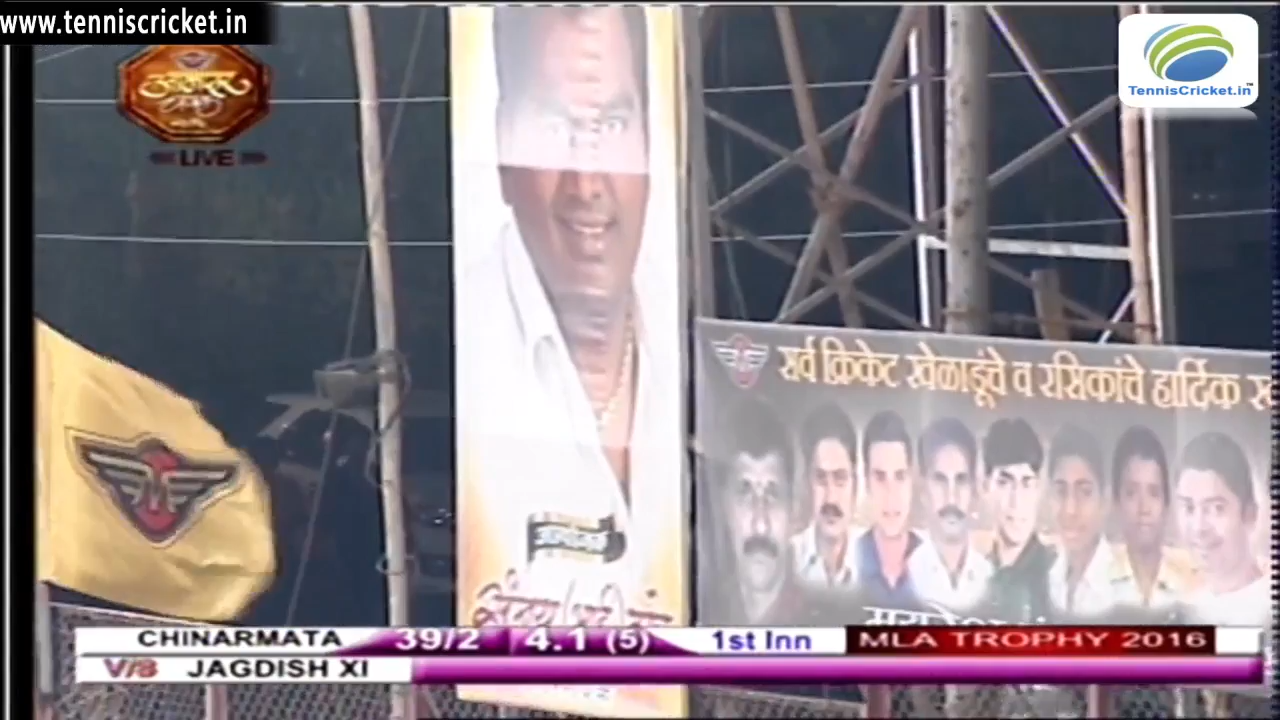 www.tenniscricket.in
LIVE
TennisCricket.in™
सर्व क्रिकेट खेळाडूंचे व रसिकांचे हार्दिक
CHINARMATA 39/2 4.1 (5) 1st Inn MLA TROPHY 2016
V/S JAGDISH XI